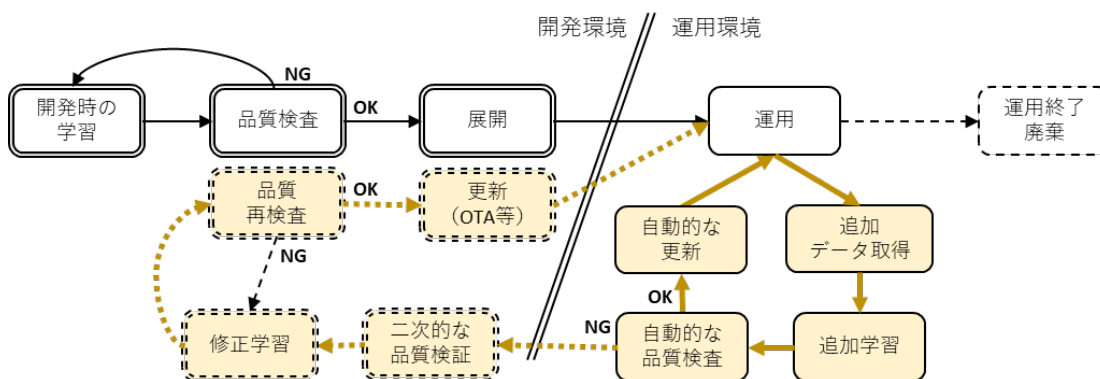 開発環境
運用環境
NG
開発時の
学習
品質検査
OK
展開
運用
運用終了
廃棄
品質
再検査
OK
更新
（OTA等）
自動的な
更新
追加
データ取得
NG
OK
修正学習
二次的な
品質検証
NG
自動的な
品質検査
追加学習